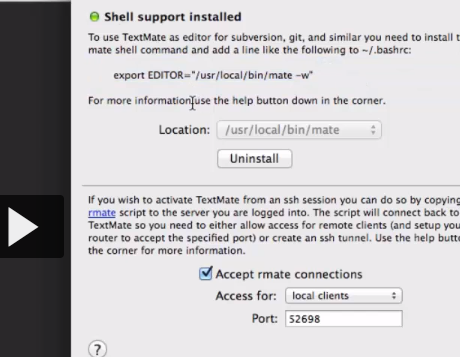 Shell support installed
To use TextMate as editor for subversion, git, and similar you need to install
mate shell command and add a line like the following to ~/.bashrc:
export EDITOR="/usr/local/bin/mate -w"
For more information use the help button down in the corner.
Location: /usr/local/bin/mate
Uninstall
If you wish to activate TextMate from an ssh session you can do so by copying
rmate script to the server you are logged into. The script will connect back to
TextMate so you need to either allow access for remote clients (and setup you
router to accept the specified port) or create an ssh tunnel. Use the help butt
the corner for more information.
Accept rmate connections
Access for: local clients
Port: 52698
?